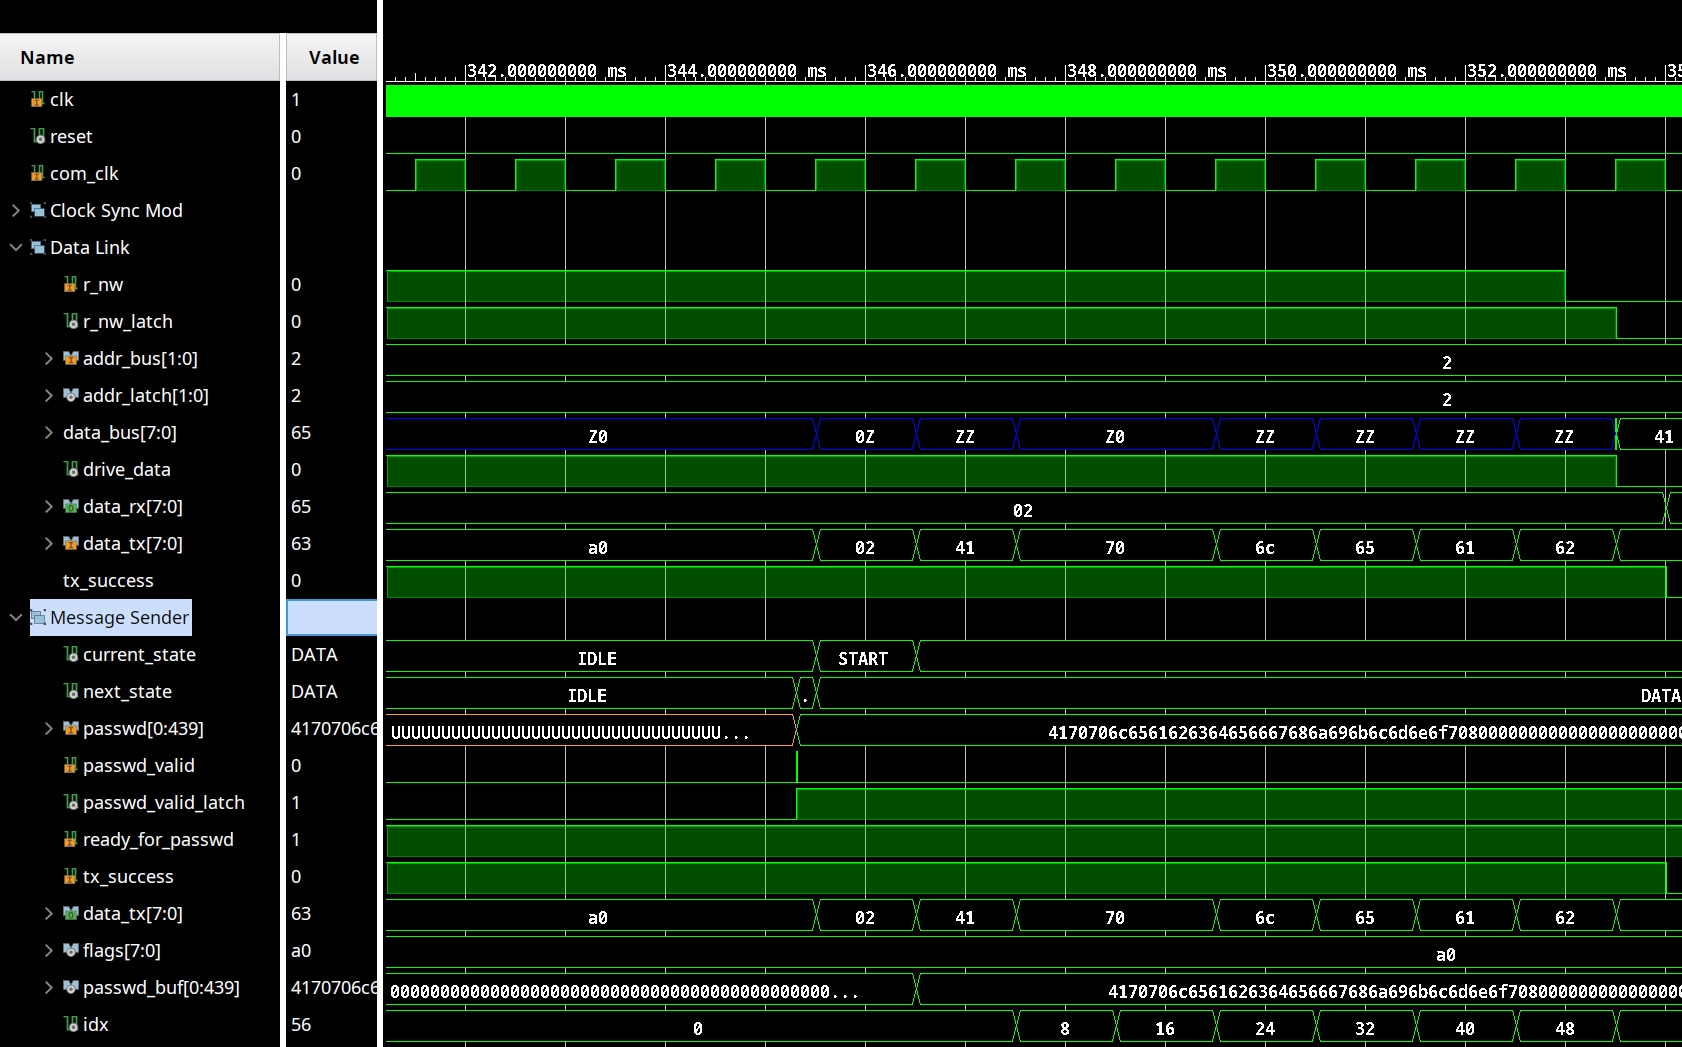 Name Value
342.000000000 ms 344.000000000 ms 346.000000000 ms 348.000000000 ms 350.000000000 ms 352.000000000 ms 35
clk 1
reset 0
com_clk 0
Clock Sync Mod
Data Link
r_nw 0
r_nw_latch 0
addr_bus[1:0] 2 2
addr_latch[1:0] 2 2
data_bus[7:0] 65 Z0 0Z ZZ Z0 ZZ ZZ ZZ ZZ 41
drive_data 0
data_rx[7:0] 65 02
data_tx[7:0] 63 a0 02 41 70 6c 65 61 62
tx_success 0
Message Sender
current_state DATA IDLE START
next_state DATA IDLE . DATA
passwd[0:439] 4170706c6 UUUUUUUUUUUUUUUUUUUUUUUUUUUUUUUUU... 4170706c6561626364656667686a696b6c6d6e6f70800000000000000000000
passwd_valid 0
passwd_valid_latch 1
ready_for_passwd 1
tx_success 0
data_tx[7:0] 63 a0 02 41 70 6c 65 61 62
flags[7:0] a0 a0
passwd_buf[0:439] 4170706c6 00000000000000000000000000000000000000000000... 4170706c6561626364656667686a696b6c6d6e6f70800000000000000
idx 56 0 8 16 24 32 40 48